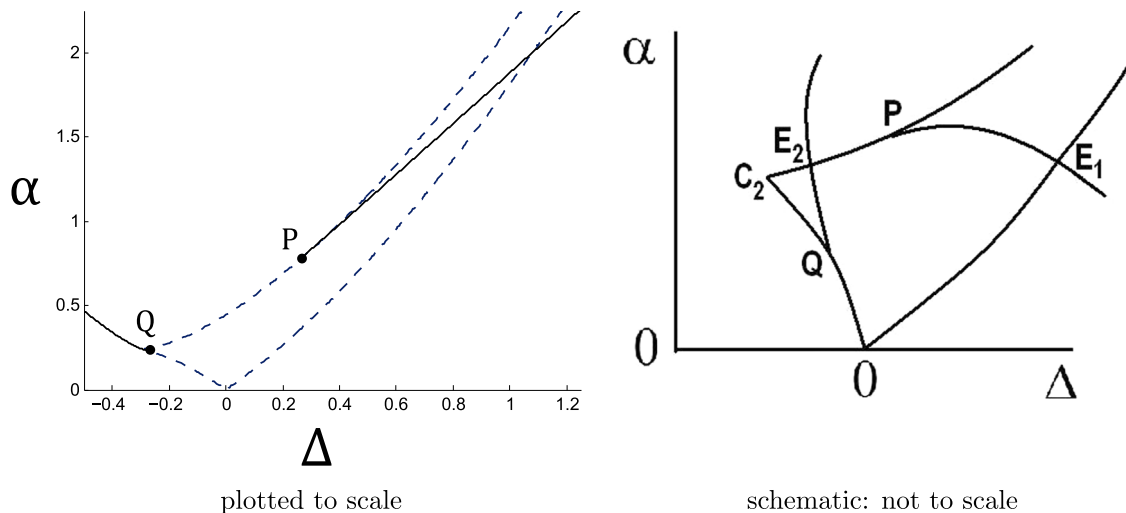 α
2
1.5
1
0.5
0
−0.4
−0.2
0
0.2
0.4
0.6
0.8
1
1.2
Δ
P
Q
plotted to scale
α
P
E2
C2
E1
Q
0
0
Δ
schematic: not to scale